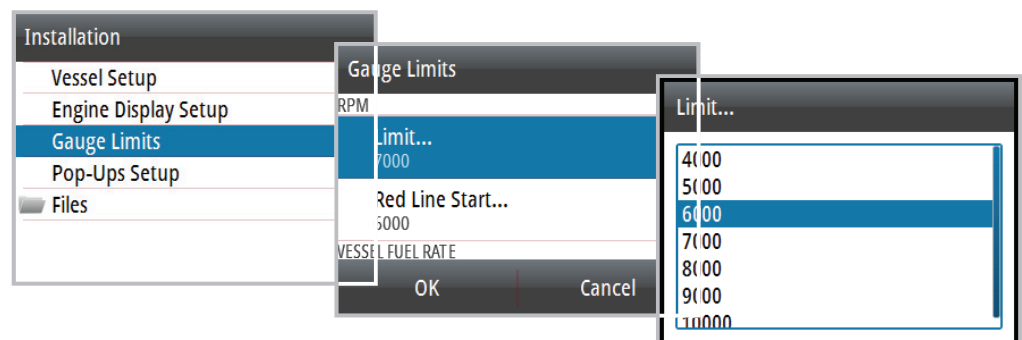 Installation
Vessel Setup
Engine Display Setup
Gauge Limits
Pop-Ups Setup
Files
Gauge Limits
RPM
Limit...
7000
Red Line Start...
6000
VESSEL FUEL RATE
OK
Cancel
Limit...
4000
5000
6000
7000
8000
9000
10000